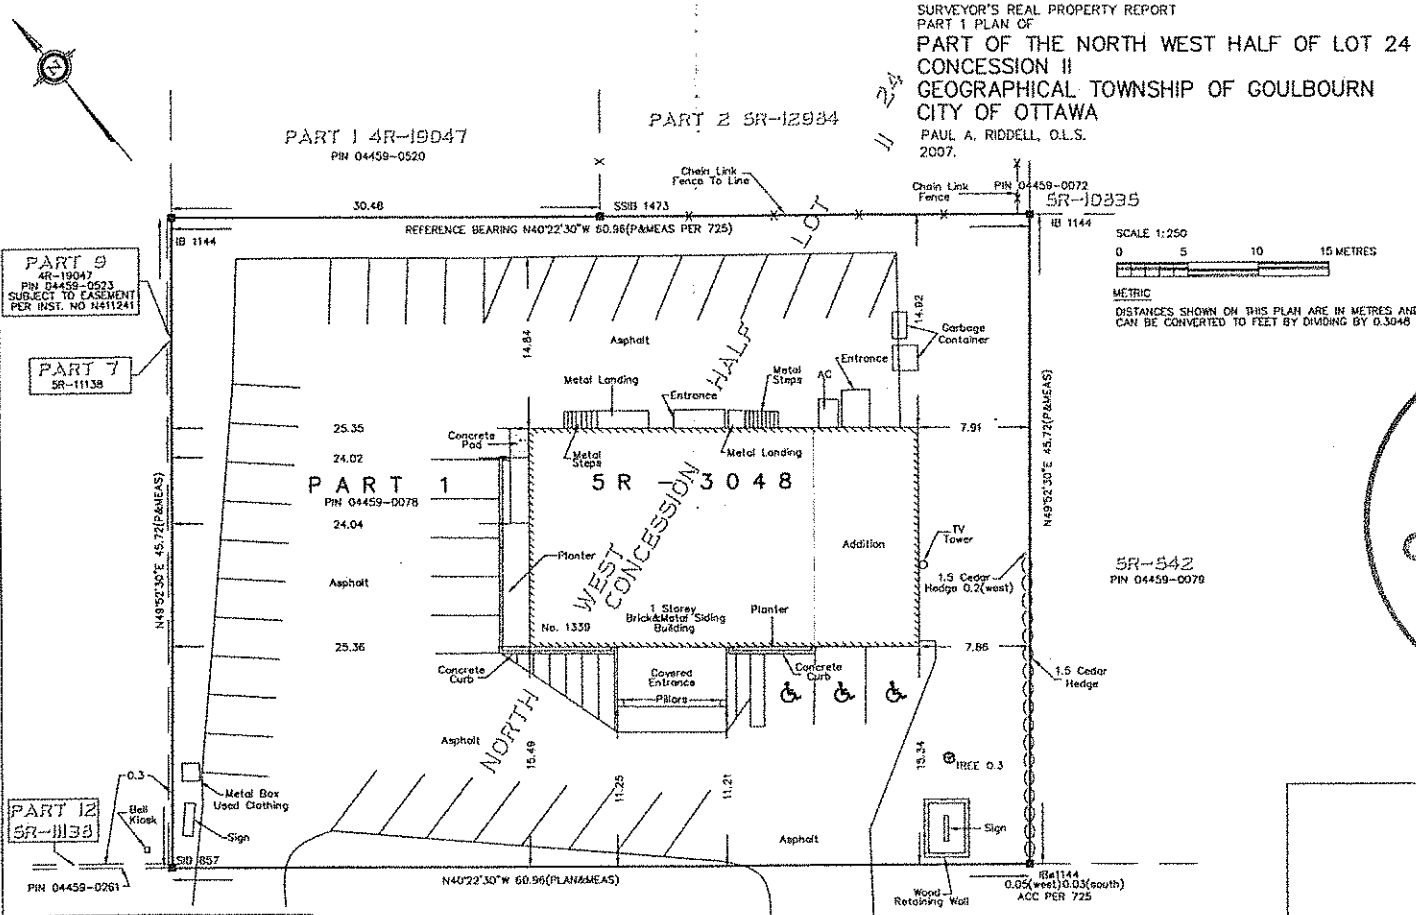 SURVEYOR'S REAL PROPERTY REPORT
PART 1 PLAN OF
PART OF THE NORTH WEST HALF OF LOT 24
CONCESSION II
GEOGRAPHICAL TOWNSHIP OF GOULBOURN
CITY OF OTTAWA
PAUL A. RIDDELL, O.L.S.
2007.
PART 1 4R-19047
PIN 04459-0520
PART 2 5R-12984
24
11
Chain Link
Fence To Line
Chain Link
Fence
PIN 04459-0072
5R-10335
30.48
SSIB 1473
IB 1144
IB 1144
REFERENCE BEARING N40°22'30"W 60.96(P&MEAS PER 725)
SCALE 1:250
0 5 10 15 METRES
METRIC
DISTANCES SHOWN ON THIS PLAN ARE IN METRES AND
CAN BE CONVERTED TO FEET BY DIVIDING BY 0.3048
PART 9
4R-19047
PIN 04459-0523
SUBJECT TO EASEMENT
PER INST. NO N411241
PART 7
5R-11138
LOT
HALF
WEST
CONCESSION
NORTH
14.84
14.92
Asphalt
Garbage
Container
Entrance
Metal Landing
Metal
Steps
AC
Entrance
25.35
Concrete
Pad
Metal
Steps
Metal Landing
7.91
24.02
PART 1
PIN 04459-0078
5R - 3048
24.04
N49°52'30"E 45.72(P&MEAS)
N49°52'30"E 45.72(P&MEAS)
Addition
TV
Tower
Planter
Asphalt
1.5 Cedar
Hedge 0.2(west)
5R-542
PIN 04459-0079
1 Storey
Brick&Metal Siding
Building
Planter
No. 1339
25.36
7.86
Concrete
Curb
Covered
Entrance
Pillars
Concrete
Curb
1.5 Cedar
Hedge
Asphalt
15.49
11.25
11.21
15.34
TREE 0.3
0.3
Metal Box
Used Clothing
PART 12
5R-11138
Bell
Kiosk
Sign
Sign
Asphalt
SIB 857
PIN 04459-0261
N40°22'30"W 60.96(PLAN&MEAS)
Wood
Retaining Wall
0.05(west)0.03(south)
ACC PER 725